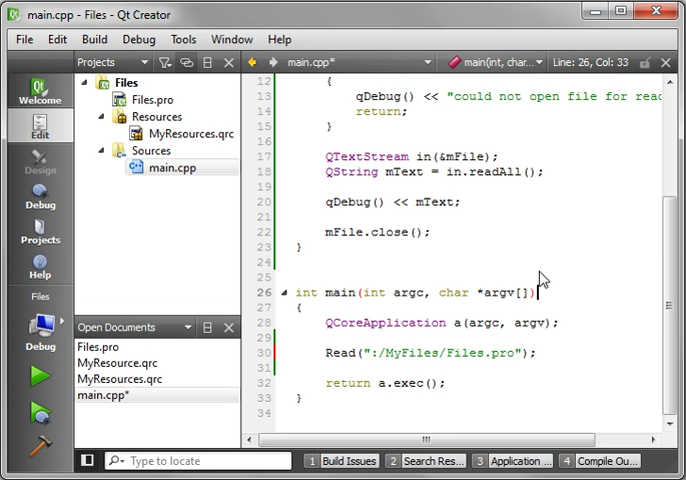 main.cpp - Files - Qt Creator
File Edit Build Debug Tools Window Help
Projects main.cpp* main(int, char... Line: 26, Col: 33
Qt
Welcome
Edit
Design
Debug
Projects
Help
Files
Debug
Files
Files.pro
Resources
MyResources.qrc
Sources
C++ main.cpp
Open Documents
Files.pro
MyResource.qrc
MyResources.qrc
main.cpp*
12 {
13 qDebug() << "could not open file for read
14 return;
15 }
16
17 QTextStream in(&mFile);
18 QString mText = in.readAll();
19
20 qDebug() << mText;
21
22 mFile.close();
23 }
24
25
26 int main(int argc, char *argv[])
27 {
28 QCoreApplication a(argc, argv);
29
30 Read(":/MyFiles/Files.pro");
31
32 return a.exec();
33 }
34
Type to locate 1 Build Issues 2 Search Res... 3 Application ... 4 Compile Ou...